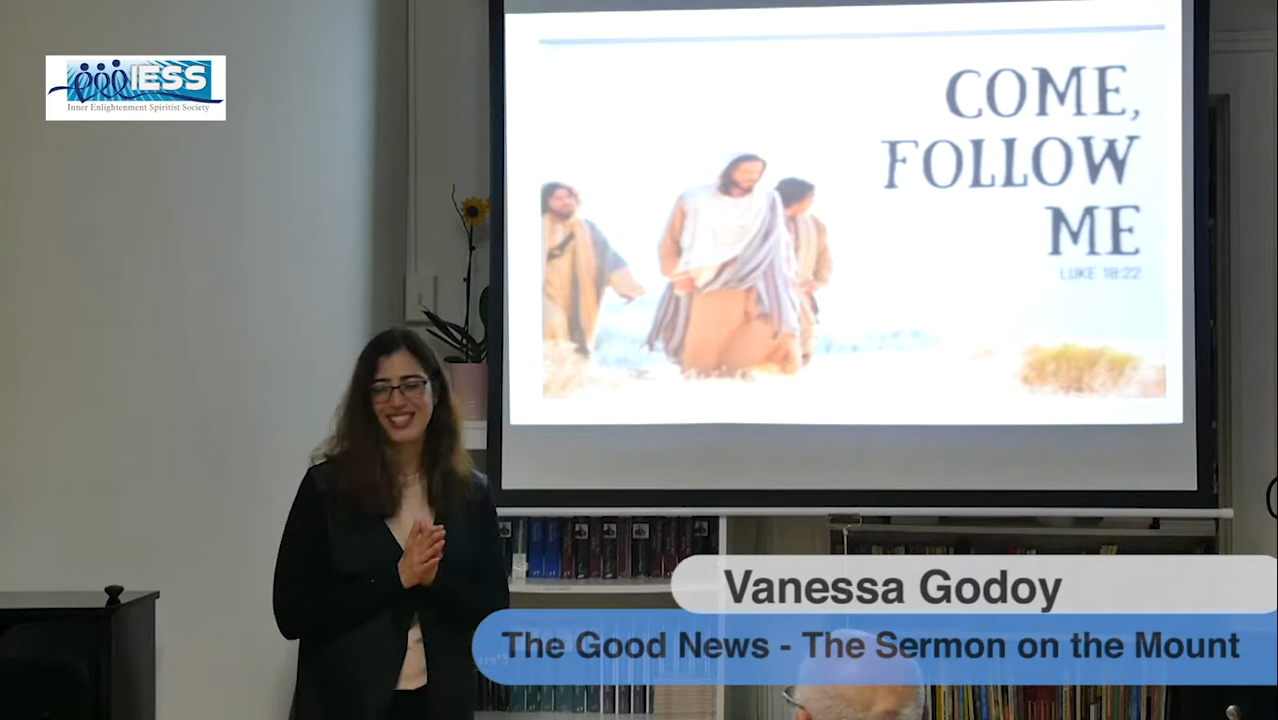 IESS
Inner Enlightenment Spiritist Society
COME,
FOLLOW
ME
LUKE 18:22
Vanessa Godoy
The Good News - The Sermon on the Mount